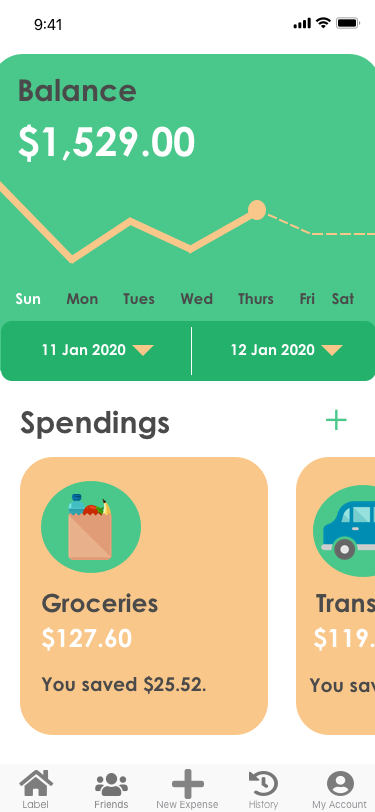 9:41
Balance
$1,529.00
Sun Mon Tues Wed Thurs Fri Sat
11 Jan 2020 12 Jan 2020
Spendings
Groceries Trans
$127.60 $119.
You saved $25.52. You sa
Label Friends New Expense History My Account